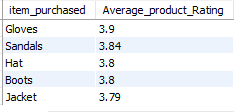 item_purchased Average_product_Rating
Gloves 3.9
Sandals 3.84
Hat 3.8
Boots 3.8
Jacket 3.79